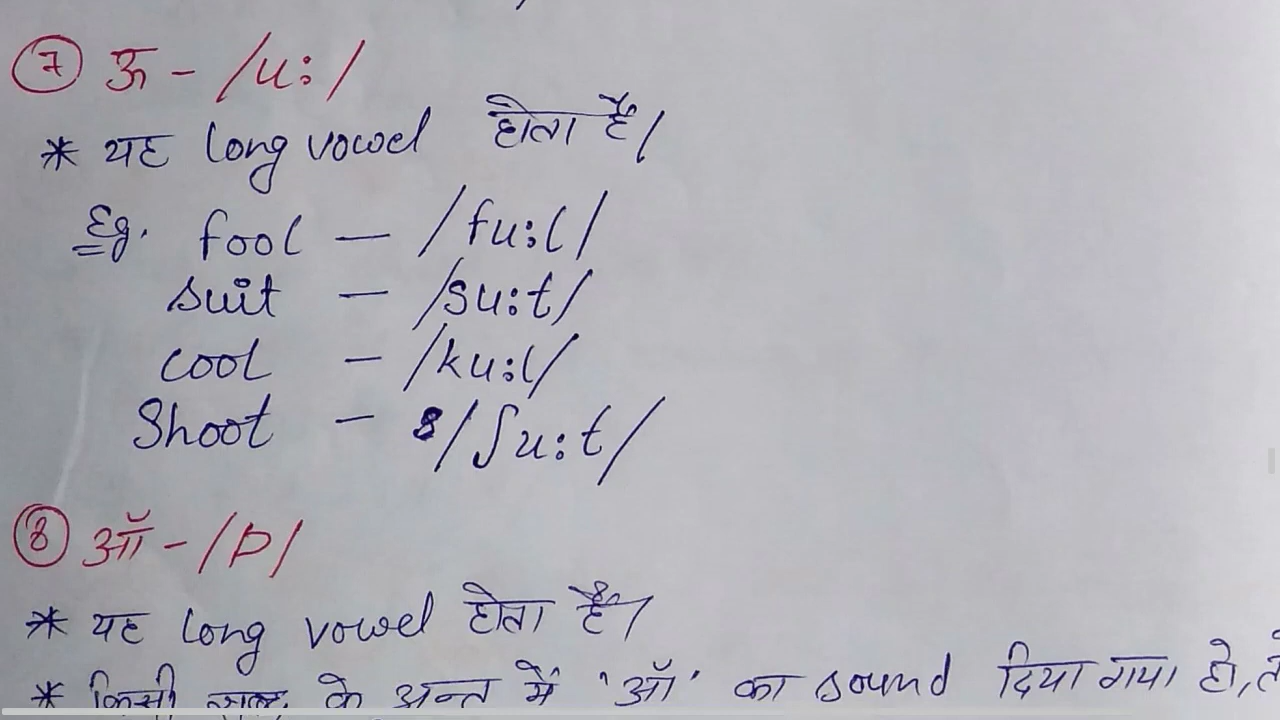 ⑦ ऊ - /u:/
* यह long vowel होता है।
Eg. fool — /fu:l/
suit — /su:t/
cool — /ku:l/
Shoot — /ʃu:t/
⑧ ऑ - /D/
* यह long vowel होता है।
* किसी शब्द के अन्त में 'ऑ' का sound दिया गया हो,